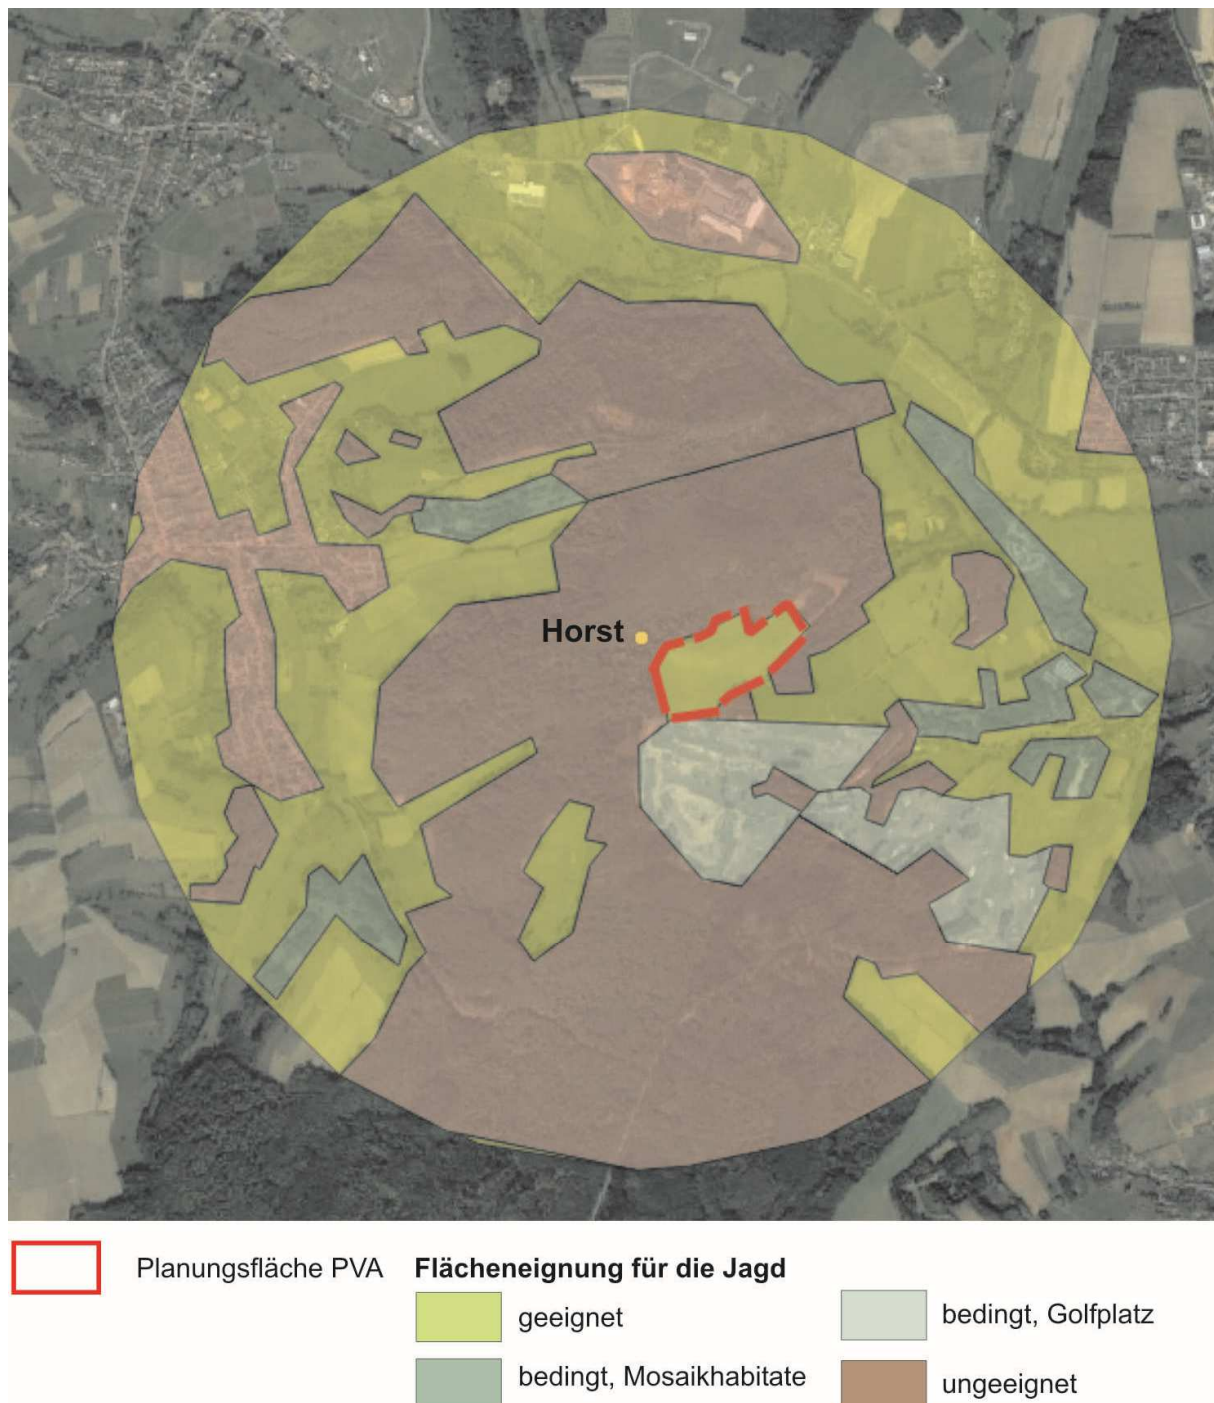 Horst
Planungsfläche PVA
Flächeneignung für die Jagd
geeignet
bedingt, Golfplatz
bedingt, Mosaikhabitate
ungeeignet